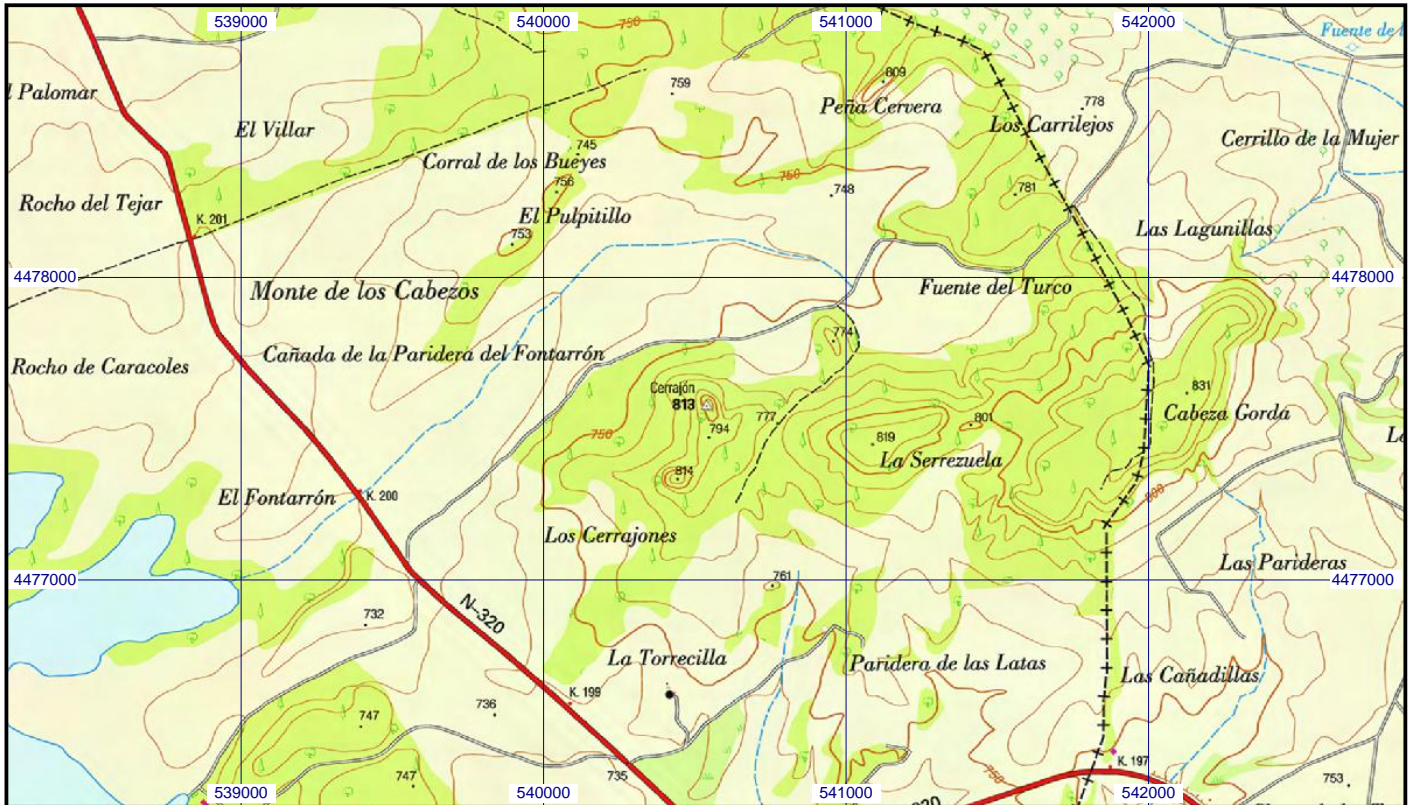 539000
540000
541000
542000
750
Fuente de
809
759
l Palomar
Peña Cervera
778
El Villar
Los Carrilejos
Cerrillo de la Mujer
745
Corral de los Bueyes
750
756
748
781
Rocho del Tejar
K. 201
El Pulpitillo
753
Las Lagunillas
4478000
4478000
Monte de los Cabezos
Fuente del Turco
774
Cañada de la Paridera del Fontarrón
Rocho de Caracoles
Cerrajón
813
831
777
Cabeza Gorda
801
794
750
819
La Serrezuela
814
El Fontarrón
K. 200
800
Los Cerrajones
Las Parideras
4477000
4477000
761
N-320
732
La Torrecilla
Paridera de las Latas
Las Cañadillas
K. 199
736
747
K. 197
735
747
750
753
539000
540000
541000
542000